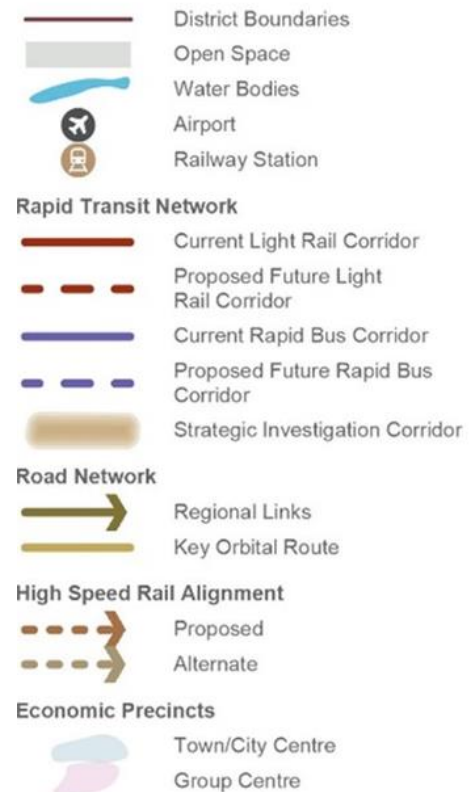 District Boundaries
Open Space
Water Bodies
Airport
Railway Station
Rapid Transit Network
Current Light Rail Corridor
Proposed Future Light
Rail Corridor
Current Rapid Bus Corridor
Proposed Future Rapid Bus
Corridor
Strategic Investigation Corridor
Road Network
Regional Links
Key Orbital Route
High Speed Rail Alignment
Proposed
Alternate
Economic Precincts
Town/City Centre
Group Centre